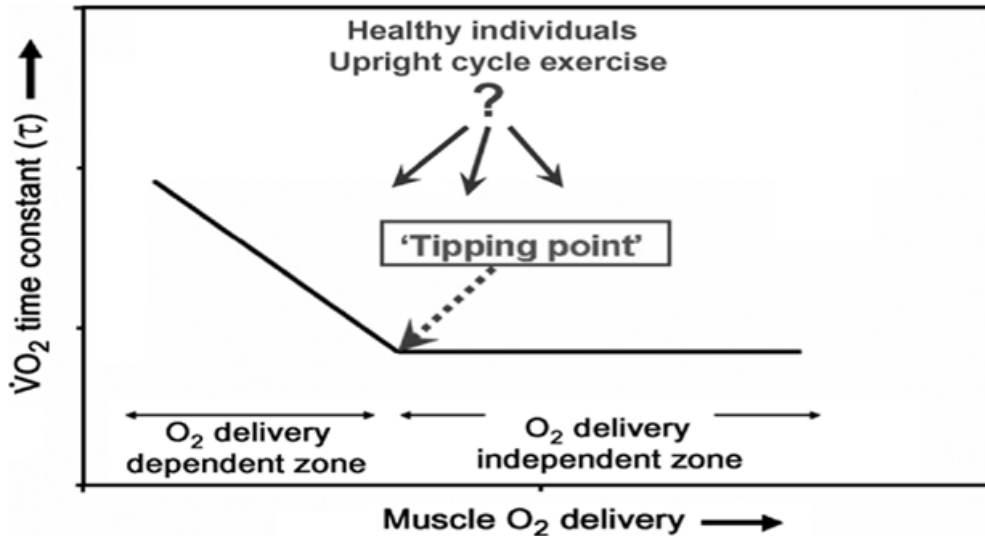 Healthy individuals
Upright cycle exercise
?
'Tipping point'
V̇O₂ time constant (τ)
O₂ delivery
dependent zone
O₂ delivery
independent zone
Muscle O₂ delivery